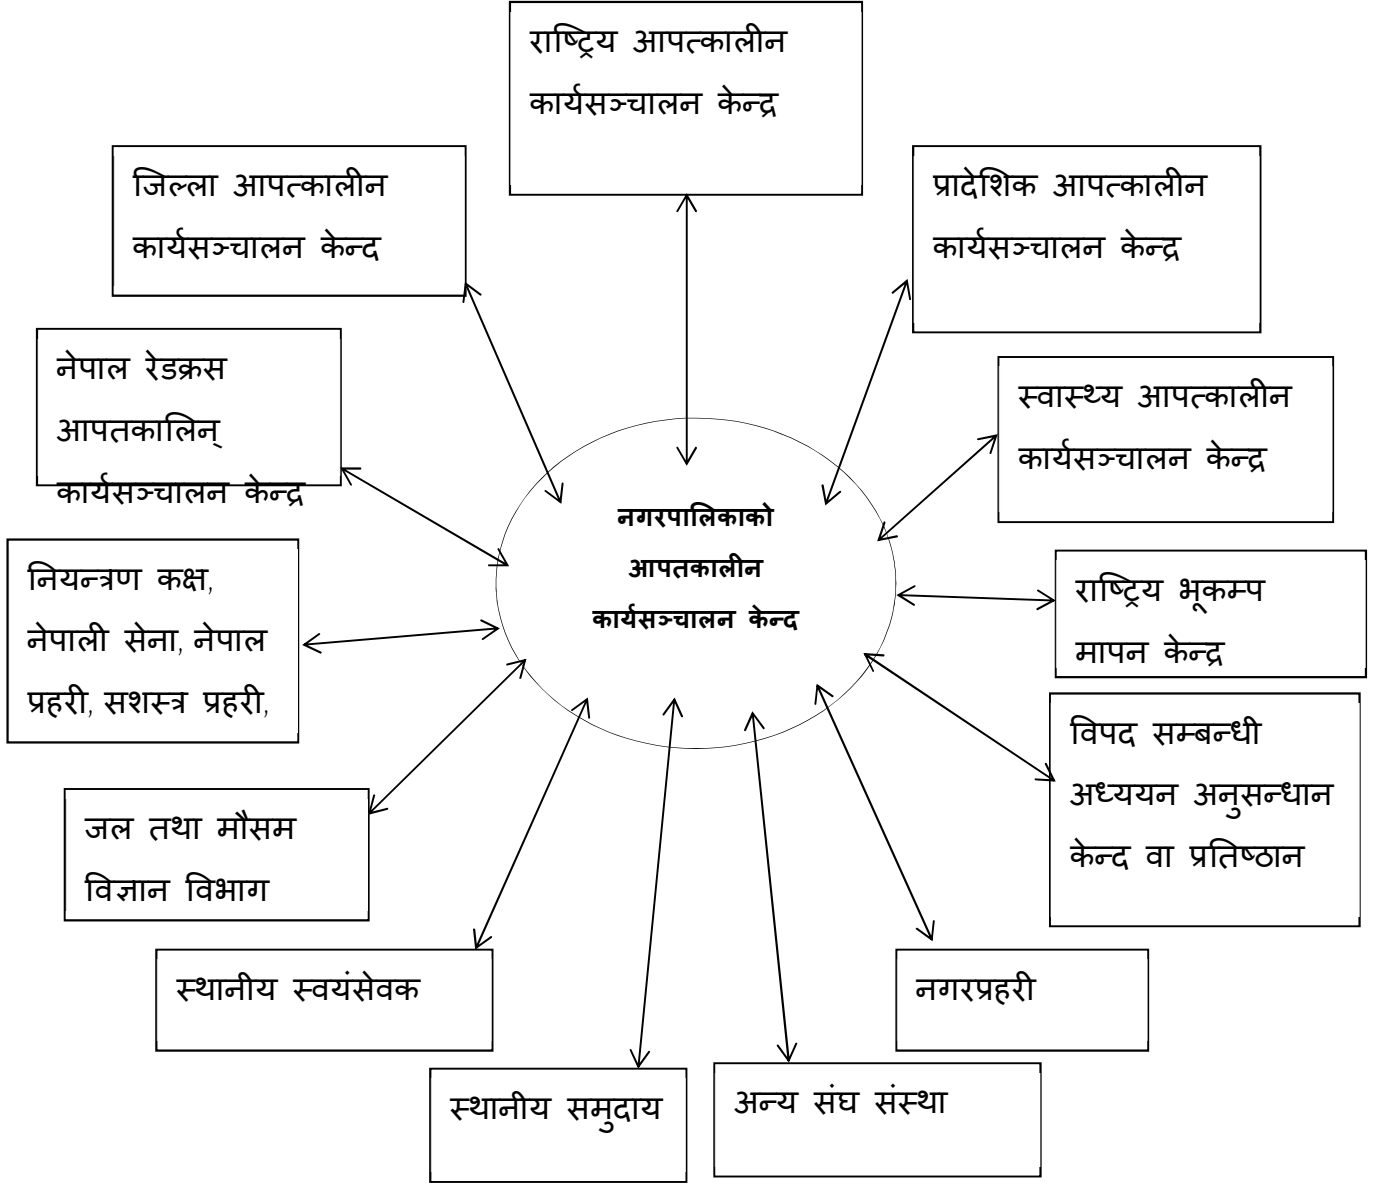 राष्ट्रिय आपत्कालीन
कार्यसञ्चालन केन्द्र
जिल्ला आपत्कालीन
कार्यसञ्चालन केन्द
प्रादेशिक आपत्कालीन
कार्यसञ्चालन केन्द्र
नेपाल रेडक्रस
आपतकालिन्
कार्यसञ्चालन केन्द्र
स्वास्थ्य आपत्कालीन
कार्यसञ्चालन केन्द्र
नगरपालिकाको
आपतकालीन
कार्यसञ्चालन केन्द
नियन्त्रण कक्ष,
नेपाली सेना, नेपाल
प्रहरी, सशस्त्र प्रहरी,
राष्ट्रिय भूकम्प
मापन केन्द्र
विपद सम्बन्धी
अध्ययन अनुसन्धान
केन्द वा प्रतिष्ठान
जल तथा मौसम
विज्ञान विभाग
स्थानीय स्वयंसेवक
नगरप्रहरी
स्थानीय समुदाय
अन्य संघ संस्था